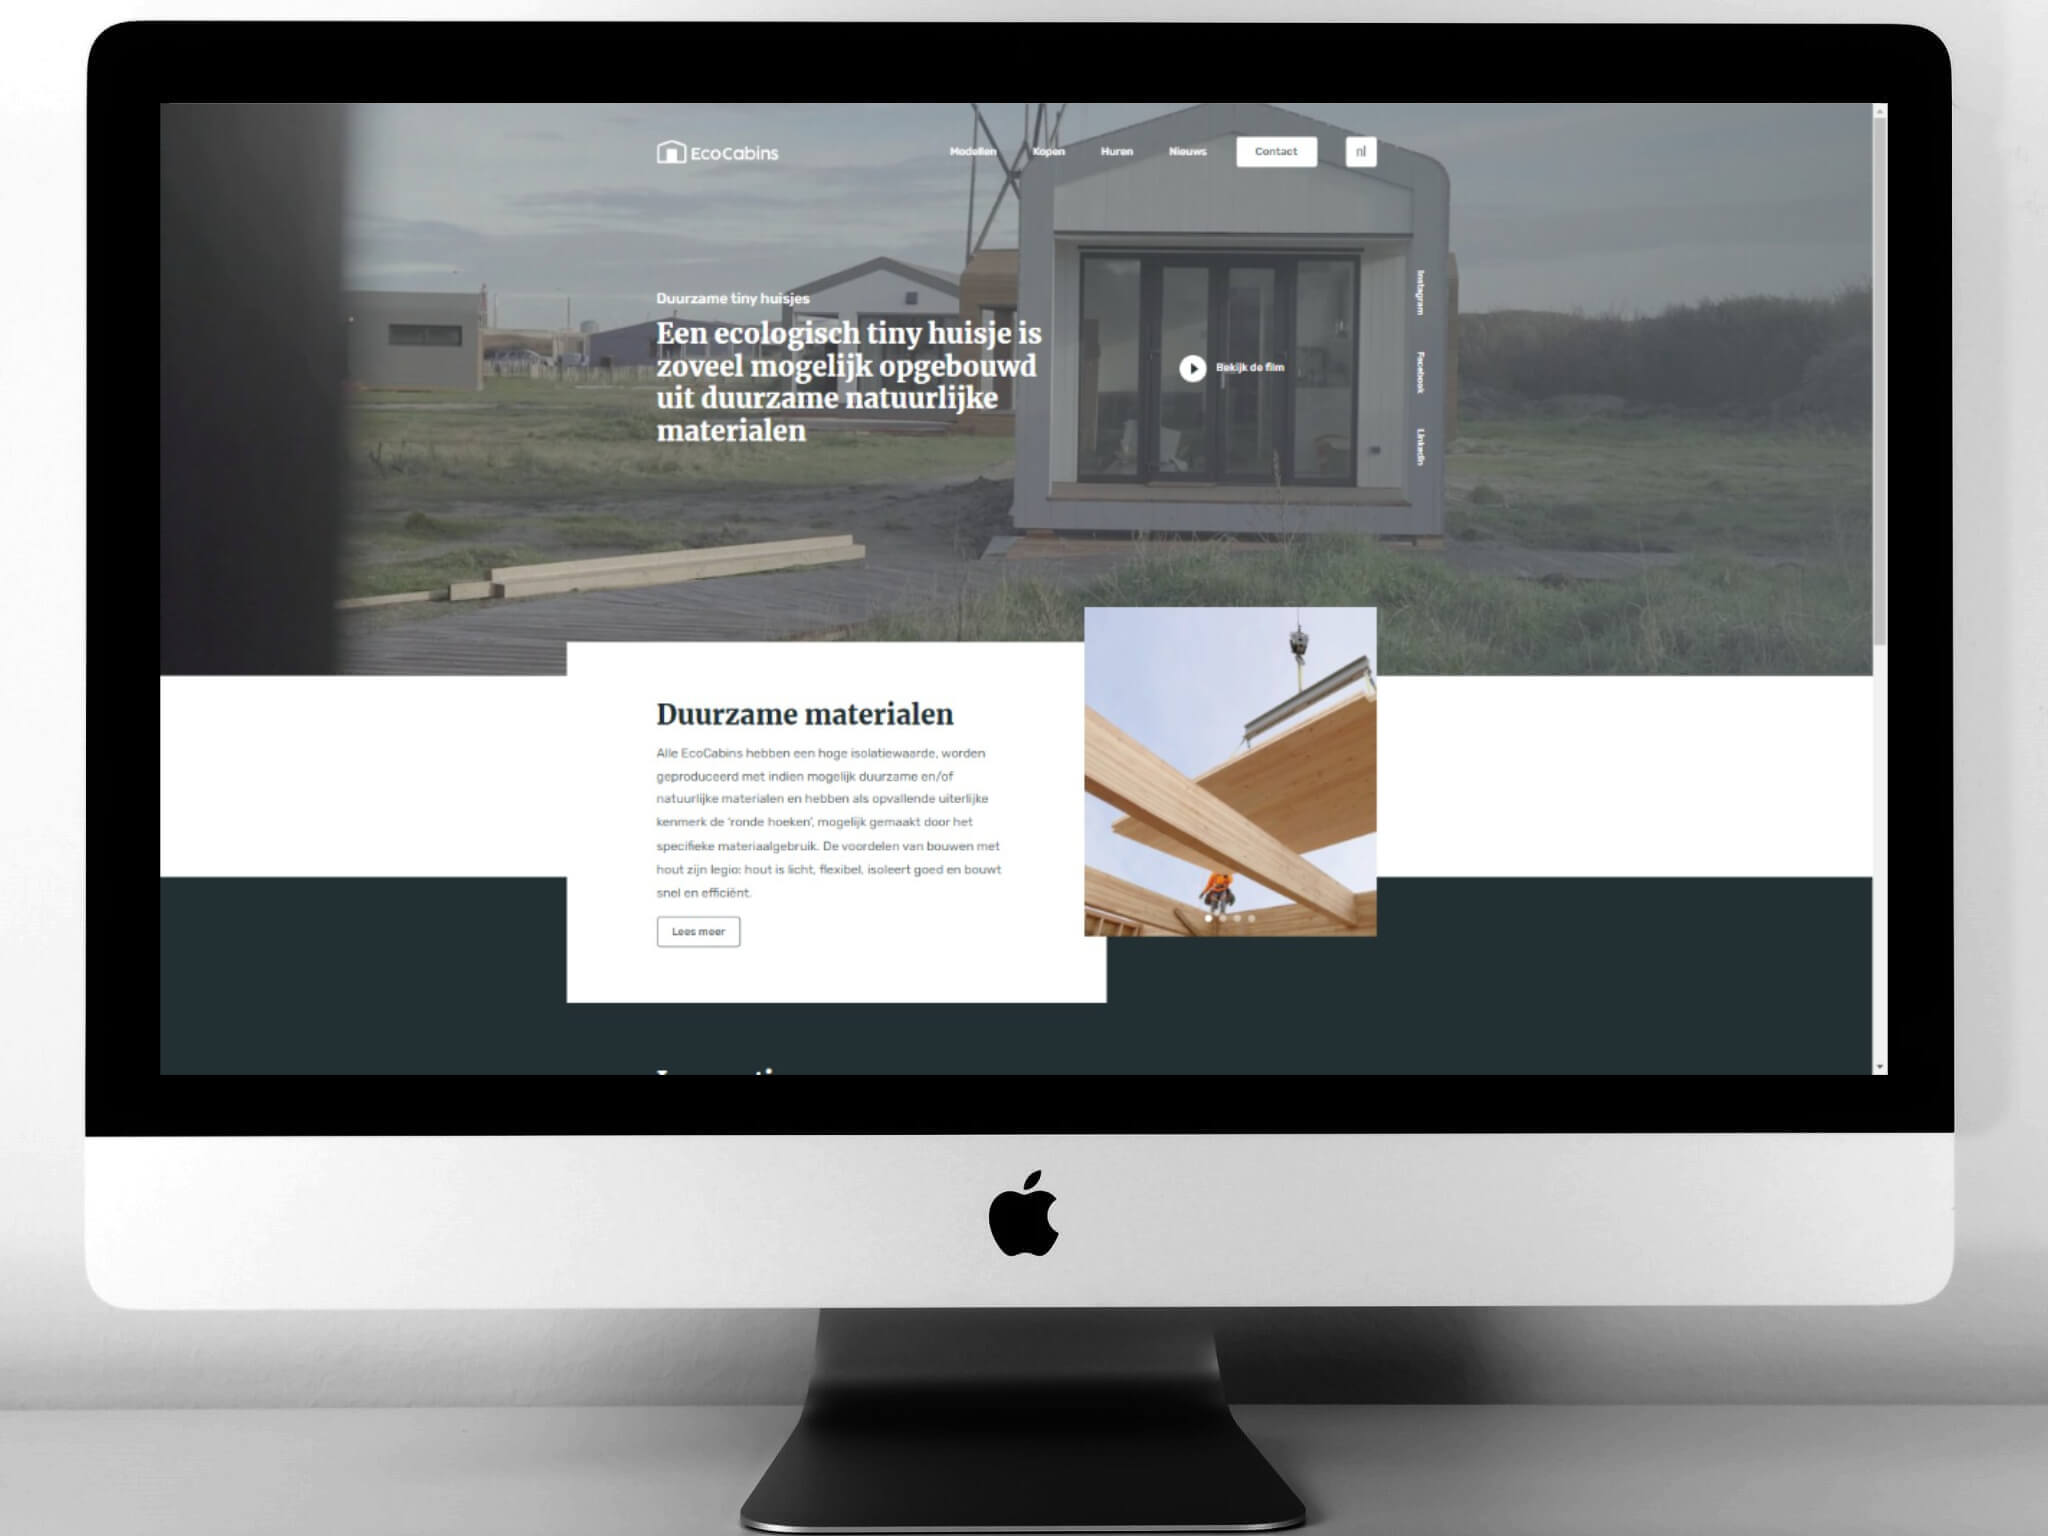 EcoCabins
Modellen
Kopen
Huren
Nieuws
Contact
nl
Duurzame tiny huisjes
Een ecologisch tiny huisje is
zoveel mogelijk opgebouwd
uit duurzame natuurlijke
materialen
Bekijk de film
Instagram
Facebook
LinkedIn
Duurzame materialen
Alle EcoCabins hebben een hoge isolatiewaarde, worden
geproduceerd met indien mogelijk duurzame en/of
natuurlijke materialen en hebben als opvallende uiterlijke
kenmerk de 'ronde hoeken', mogelijk gemaakt door het
specifieke materiaalgebruik. De voordelen van bouwen met
hout zijn legio: hout is licht, flexibel, isoleert goed en bouwt
snel en efficiënt.
Lees meer